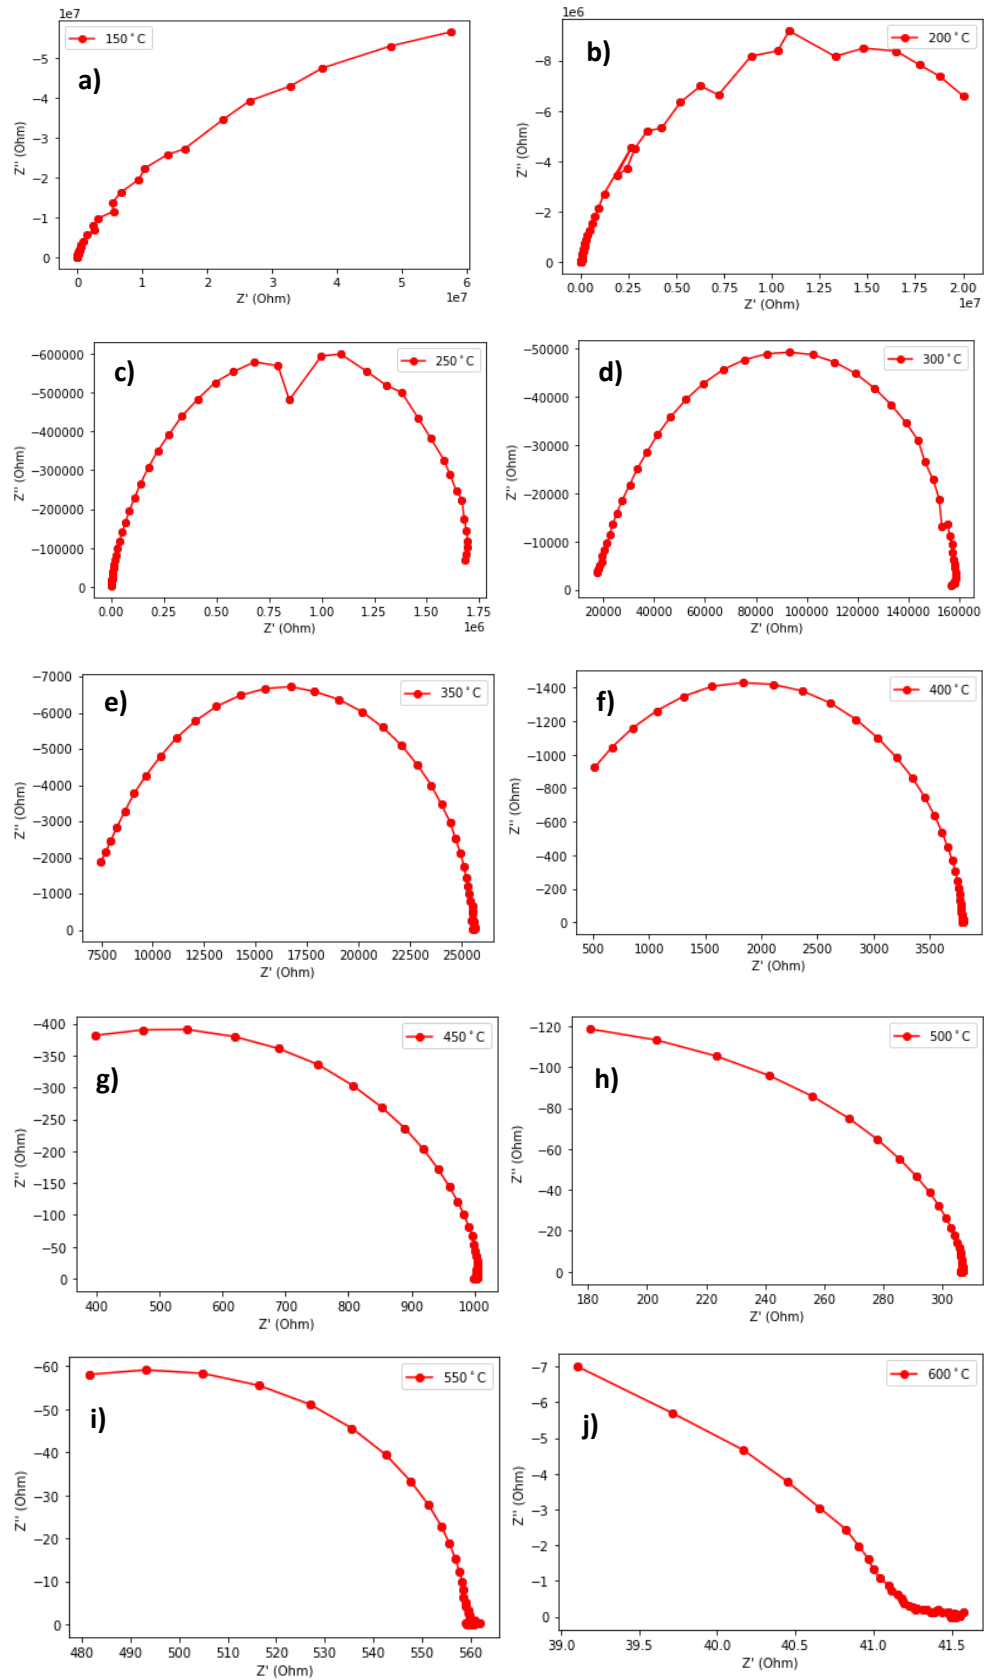 1e7
150°C
a)
−5
−4
−3
−2
−1
0
Z'' (Ohm)
0 1 2 3 4 5 6
1e7
Z' (Ohm)
1e6
200°C
b)
−8
−6
−4
−2
0
Z'' (Ohm)
0.00 0.25 0.50 0.75 1.00 1.25 1.50 1.75 2.00
1e7
Z' (Ohm)
250°C
c)
−600000
−500000
−400000
−300000
−200000
−100000
0
Z'' (Ohm)
0.00 0.25 0.50 0.75 1.00 1.25 1.50 1.75
1e6
Z' (Ohm)
300°C
d)
−50000
−40000
−30000
−20000
−10000
0
Z'' (Ohm)
20000 40000 60000 80000 100000 120000 140000 160000
Z' (Ohm)
350°C
e)
−7000
−6000
−5000
−4000
−3000
−2000
−1000
0
Z'' (Ohm)
7500 10000 12500 15000 17500 20000 22500 25000
Z' (Ohm)
400°C
f)
−1400
−1200
−1000
−800
−600
−400
−200
0
Z'' (Ohm)
500 1000 1500 2000 2500 3000 3500
Z' (Ohm)
450°C
g)
−400
−350
−300
−250
−200
−150
−100
−50
0
Z'' (Ohm)
400 500 600 700 800 900 1000
Z' (Ohm)
500°C
h)
−120
−100
−80
−60
−40
−20
0
Z'' (Ohm)
180 200 220 240 260 280 300
Z' (Ohm)
550°C
i)
−60
−50
−40
−30
−20
−10
0
Z'' (Ohm)
480 490 500 510 520 530 540 550 560
Z' (Ohm)
600°C
j)
−7
−6
−5
−4
−3
−2
−1
0
Z'' (Ohm)
39.0 39.5 40.0 40.5 41.0 41.5
Z' (Ohm)